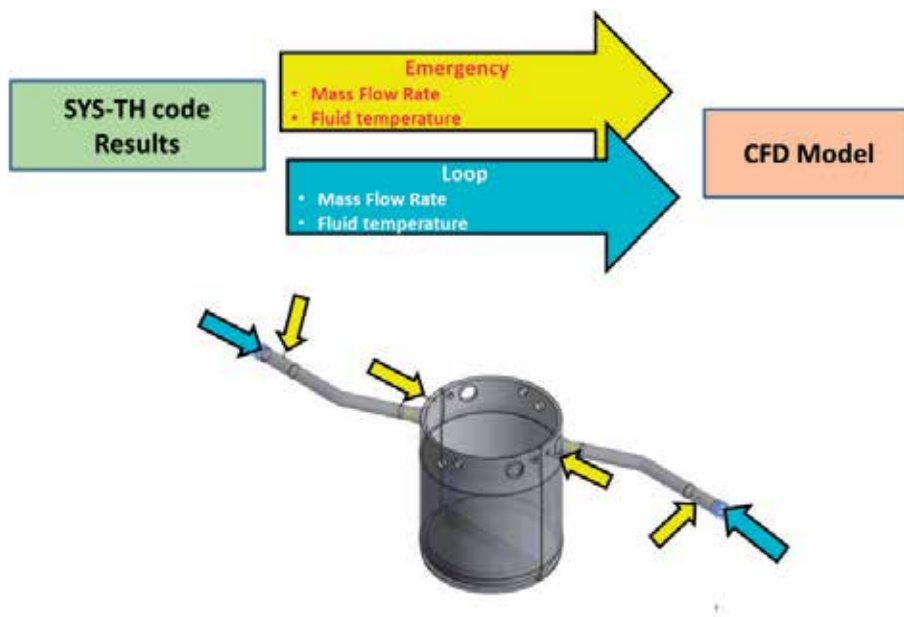 SYS-TH code
Results
Emergency
• Mass Flow Rate
• Fluid temperature
Loop
• Mass Flow Rate
• Fluid temperature
CFD Model